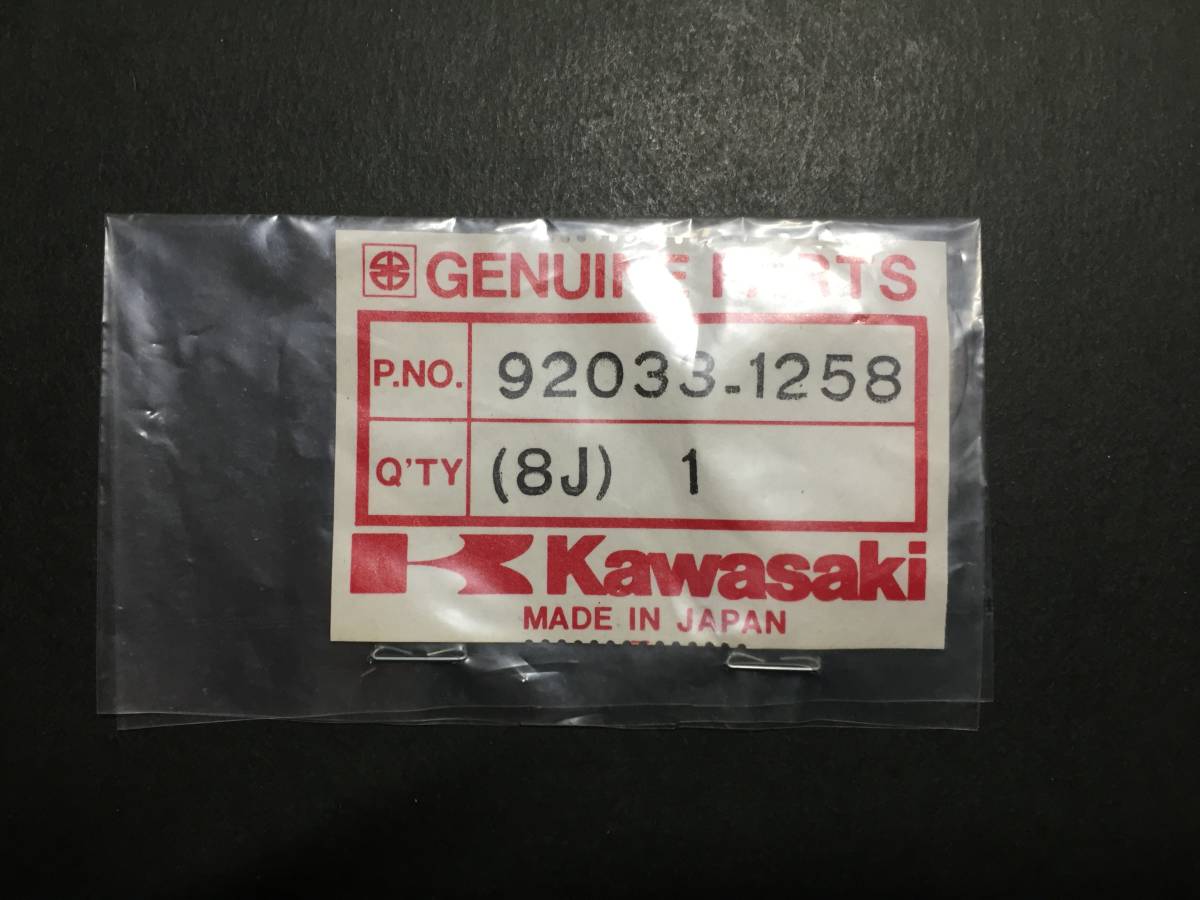 GENUINE PARTS
P.NO. 92033-1258
Q'TY (8J) 1
Kawasaki
MADE IN JAPAN